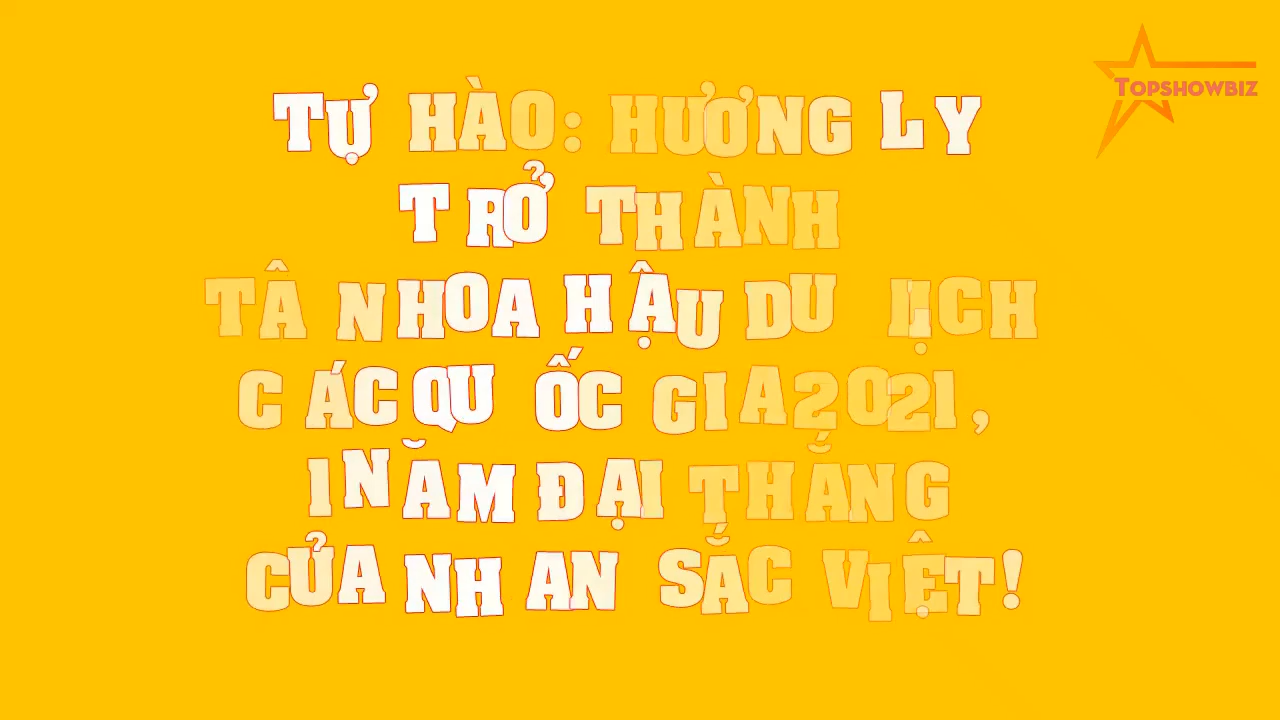 TOPSHOWBIZ
TỰ HÀO: HƯƠNG LY
TRỞ THÀNH
TÂN HOA HẬU DU LỊCH
CÁC QUỐC GIA 2021,
1 NĂM ĐẠI THẮNG
CỦA NHAN SẮC VIỆT!